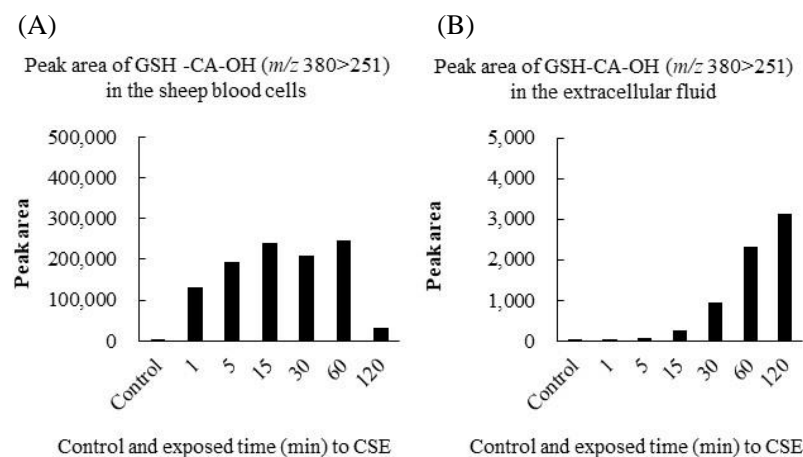 (A)
Peak area of GSH -CA-OH (m/z 380>251)
in the sheep blood cells
Peak area
500,000
400,000
300,000
200,000
100,000
0
Control 1 5 15 30 60 120
Control and exposed time (min) to CSE
(B)
Peak area of GSH-CA-OH (m/z 380>251)
in the extracellular fluid
Peak area
5,000
4,000
3,000
2,000
1,000
0
Control 1 5 15 30 60 120
Control and exposed time (min) to CSE